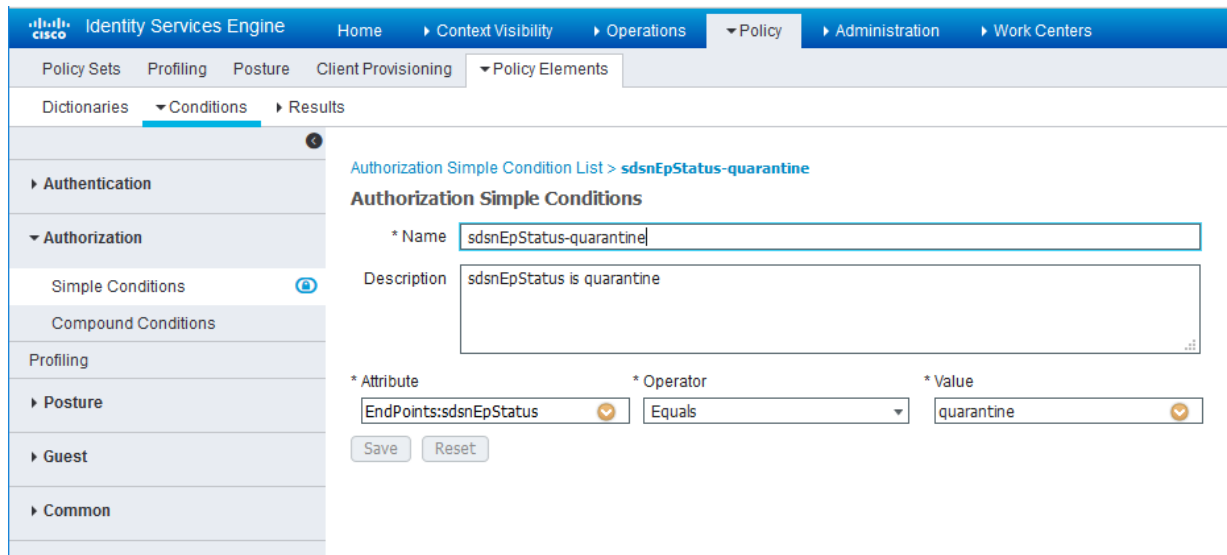 cisco Identity Services Engine Home Context Visibility Operations Policy Administration Work Centers
Policy Sets Profiling Posture Client Provisioning Policy Elements
Dictionaries Conditions Results
Authentication
Authorization
Simple Conditions
Compound Conditions
Profiling
Posture
Guest
Common
Authorization Simple Condition List > sdsnEpStatus-quarantine
Authorization Simple Conditions
* Name sdsnEpStatus-quarantine
Description sdsnEpStatus is quarantine
* Attribute * Operator * Value
EndPoints:sdsnEpStatus Equals quarantine
Save Reset